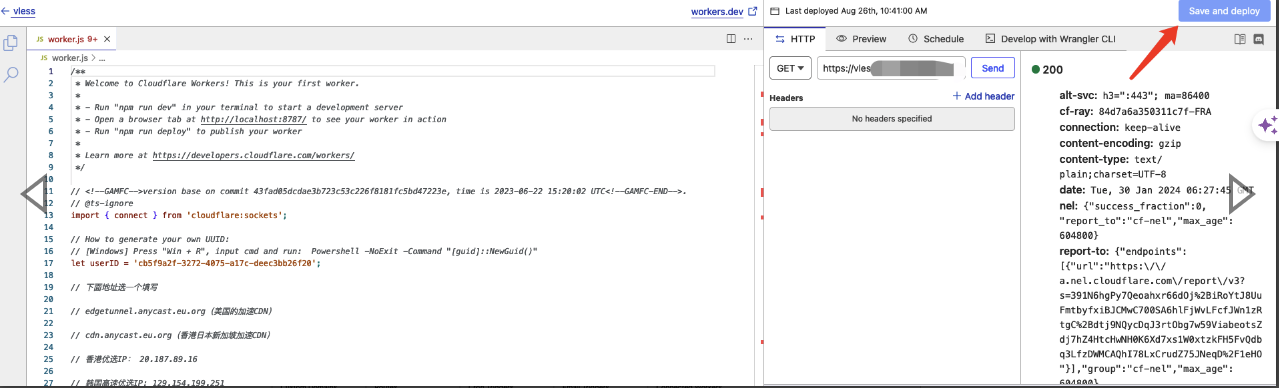 vless
workers.dev
Last deployed Aug 26th, 10:41:00 AM
Save and deploy
JS worker.js 9+
HTTP
Preview
Schedule
Develop with Wrangler CLI
JS worker.js > ...
GET
https://vles
Send
200
Headers
Add header
No headers specified
1 /**
2 * Welcome to Cloudflare Workers! This is your first worker.
3 *
4 * - Run "npm run dev" in your terminal to start a development server
5 * - Open a browser tab at http://localhost:8787/ to see your worker in action
6 * - Run "npm run deploy" to publish your worker
7 *
8 * Learn more at https://developers.cloudflare.com/workers/
9 */
10
11 // <!--GAMFC-->version base on commit 43fad05dcdae3b723c53c226f8181fc5bd47223e, time is 2023-06-22 15:20:02 UTC<!--GAMFC-END-->.
12 // @ts-ignore
13 import { connect } from 'cloudflare:sockets';
14
15 // How to generate your own UUID:
16 // [Windows] Press "Win + R", input cmd and run: Powershell -NoExit -Command "[guid]::NewGuid()"
17 let userID = 'cb5f9a2f-3272-4075-a17c-deec3bb26f20';
18
19 // 下面地址选一个填写
20
21 // edgetunnel.anycast.eu.org (美国的加速CDN)
22
23 // cdn.anycast.eu.org (香港日本新加坡加速CDN)
24
25 // 香港优选IP: 20.187.89.16
26
27 // 韩国高速优选IP: 129.154.199.251
alt-svc: h3=":443"; ma=86400
cf-ray: 84d7a6a350311c7f-FRA
connection: keep-alive
content-encoding: gzip
content-type: text/
plain;charset=UTF-8
date: Tue, 30 Jan 2024 06:27:45 GMT
nel: {"success_fraction":0,
"report_to":"cf-nel","max_age":
604800}
report-to: {"endpoints":
[{"url":"https:\/\/
a.nel.cloudflare.com\/report\/v3?
s=391N6hgPy7Qeoahxr66dOj%2BiRoYtJ8Uu
FmtbyfxiBJCMwC700SA6hlFjWvLFcfJWn1zR
tgC%2Bdtj9NQycDqJ3rtObg7w59ViabeotsZ
dj7hZ4HtcHwNH0K6Xd7xs1W0xtzkFH5FvQdb
q3LfzDWMCAQhI78LxCrudZ75JNeqD%2F1eHO
"}],"group":"cf-nel","max_age":
604800}